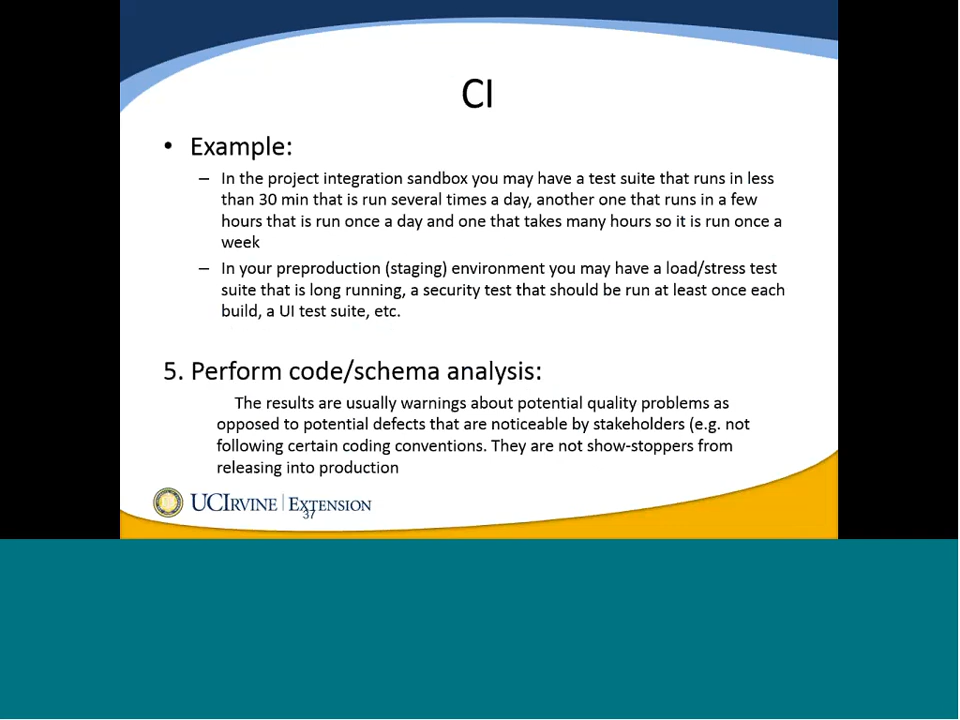 CI
• Example:
– In the project integration sandbox you may have a test suite that runs in less
than 30 min that is run several times a day, another one that runs in a few
hours that is run once a day and one that takes many hours so it is run once a
week
– In your preproduction (staging) environment you may have a load/stress test
suite that is long running, a security test that should be run at least once each
build, a UI test suite, etc.
5. Perform code/schema analysis:
The results are usually warnings about potential quality problems as
opposed to potential defects that are noticeable by stakeholders (e.g. not
following certain coding conventions. They are not show-stoppers from
releasing into production
UCIRVINE | EXTENSION
37